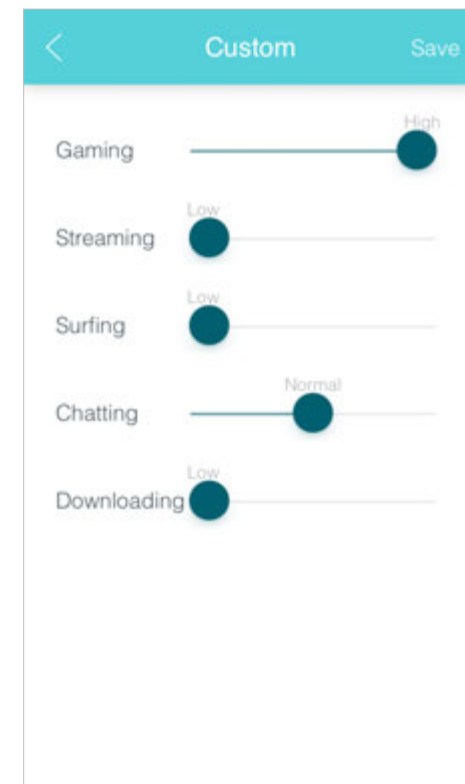 Custom Save
High
Gaming
Low
Streaming
Low
Surfing
Normal
Chatting
Low
Downloading